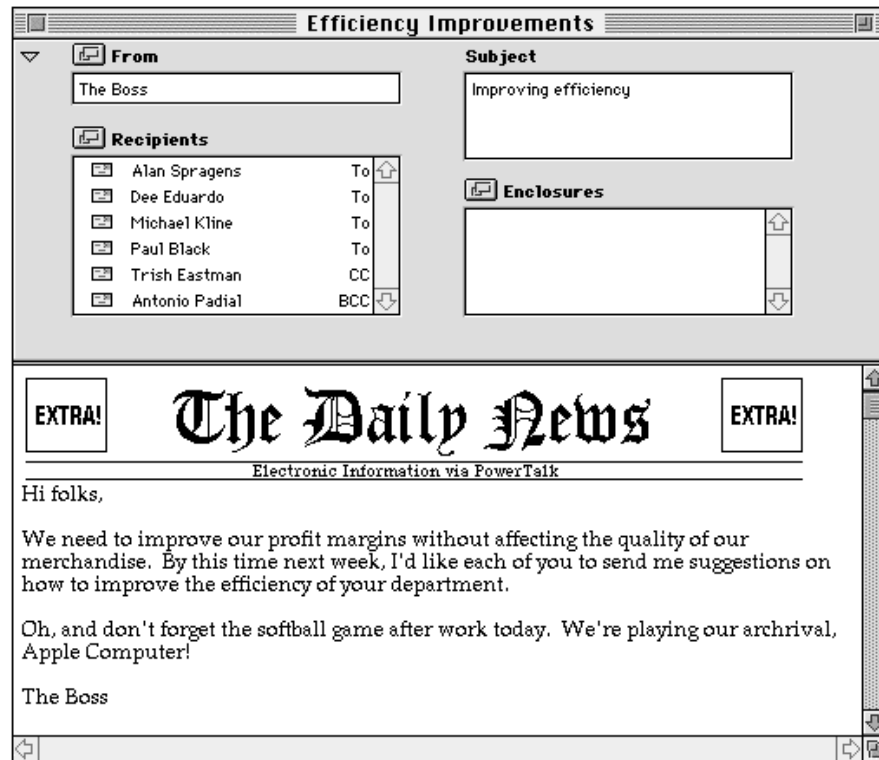 Efficiency Improvements
From
The Boss
Subject
Improving efficiency
Recipients
Alan Spragens To
Dee Eduardo To
Michael Kline To
Paul Black To
Trish Eastman CC
Antonio Padial BCC
Enclosures
EXTRA! The Daily News EXTRA!
Electronic Information via PowerTalk
Hi folks,
We need to improve our profit margins without affecting the quality of our
merchandise. By this time next week, I'd like each of you to send me suggestions on
how to improve the efficiency of your department.
Oh, and don't forget the softball game after work today. We're playing our archrival,
Apple Computer!
The Boss